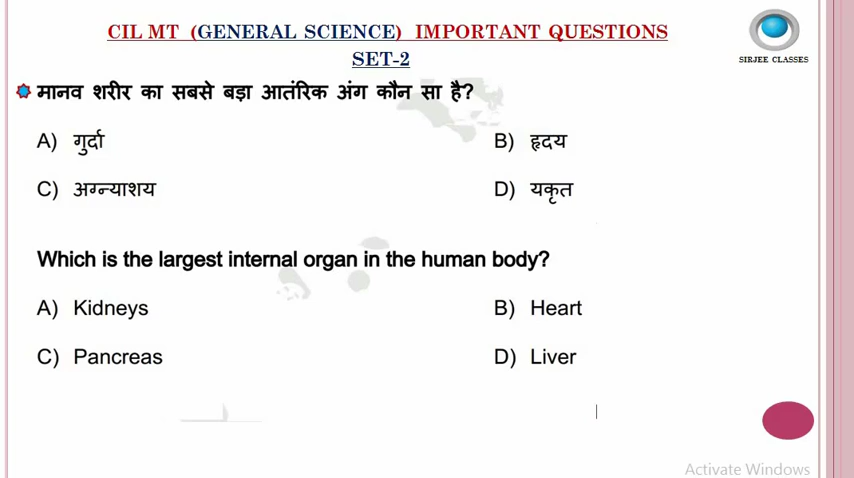 CIL MT (GENERAL SCIENCE) IMPORTANT QUESTIONS
SET-2
SIRJEE CLASSES
मानव शरीर का सबसे बड़ा आतंरिक अंग कौन सा है?
A) गुर्दा B) हृदय
C) अग्न्याशय D) यकृत
Which is the largest internal organ in the human body?
A) Kidneys B) Heart
C) Pancreas D) Liver
Activate Windows